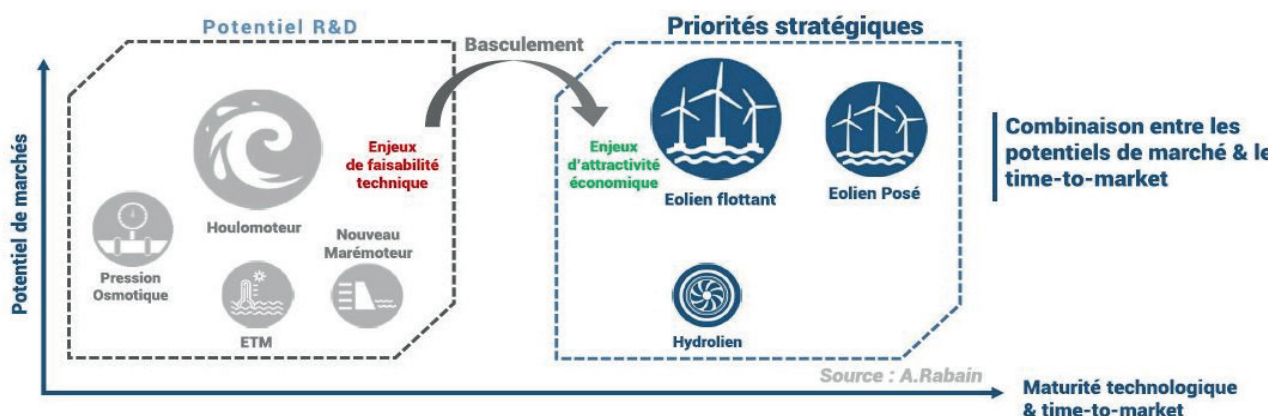 Potentiel R&D
Priorités stratégiques
Basculement
Potentiel de marchés
Enjeux
de faisabilité
technique
Enjeux
d'attractivité
économique
Houlomoteur
Pression
Osmotique
ETM
Nouveau
Marémoteur
Eolien flottant
Eolien Posé
Hydrolien
Combinaison entre les
potentiels de marché & le
time-to-market
Source : A.Rabain
Maturité technologique
& time-to-market